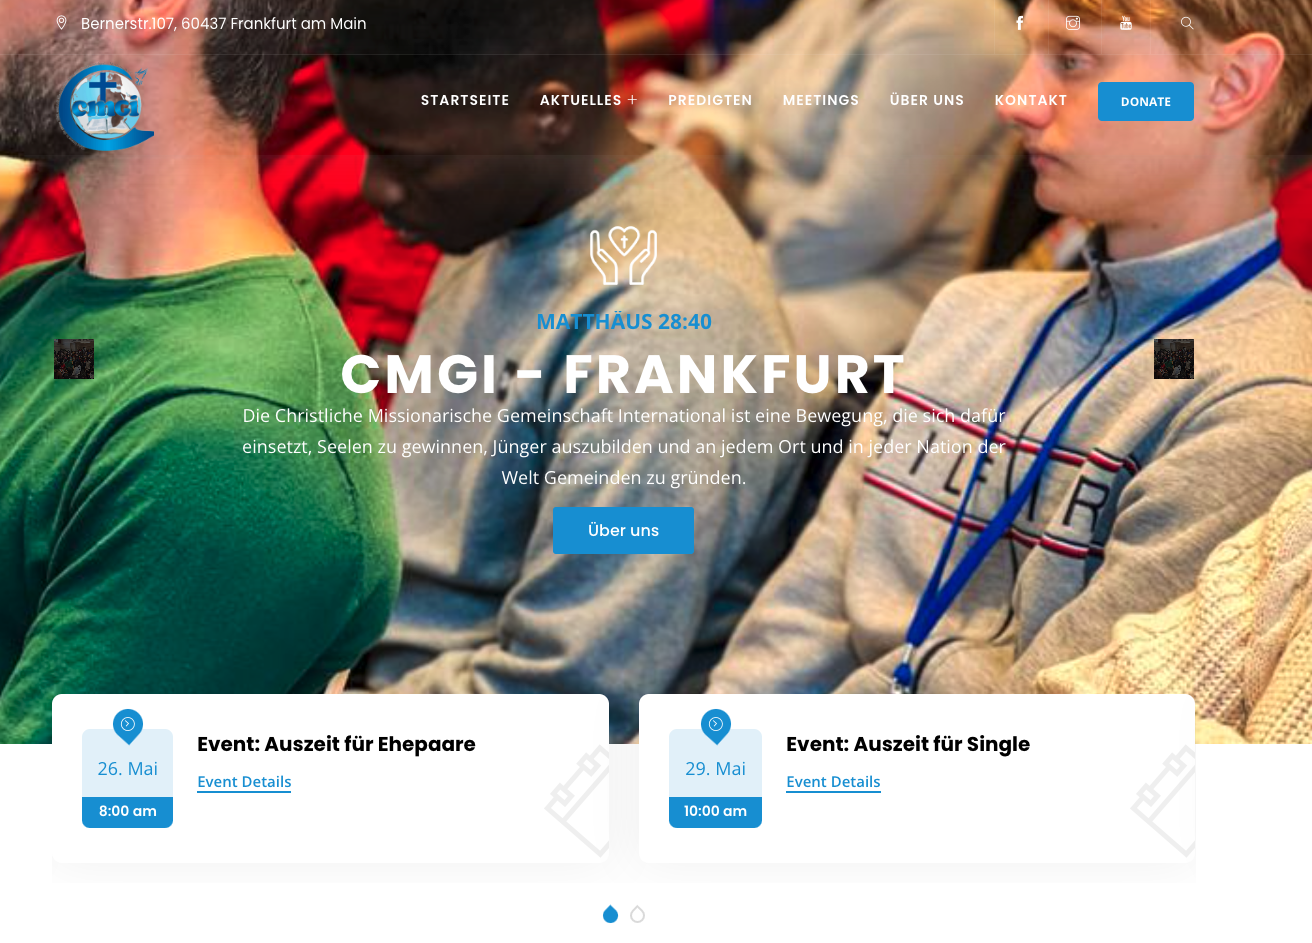 Bernerstr.107, 60437 Frankfurt am Main
cmci
STARTSEITE AKTUELLES + PREDIGTEN MEETINGS ÜBER UNS KONTAKT DONATE
MATTHÄUS 28:40
CMGI - FRANKFURT
Die Christliche Missionarische Gemeinschaft International ist eine Bewegung, die sich dafür
einsetzt, Seelen zu gewinnen, Jünger auszubilden und an jedem Ort und in jeder Nation der
Welt Gemeinden zu gründen.
Über uns
Event: Auszeit für Ehepaare
26. Mai
Event Details
8:00 am
Event: Auszeit für Single
29. Mai
Event Details
10:00 am